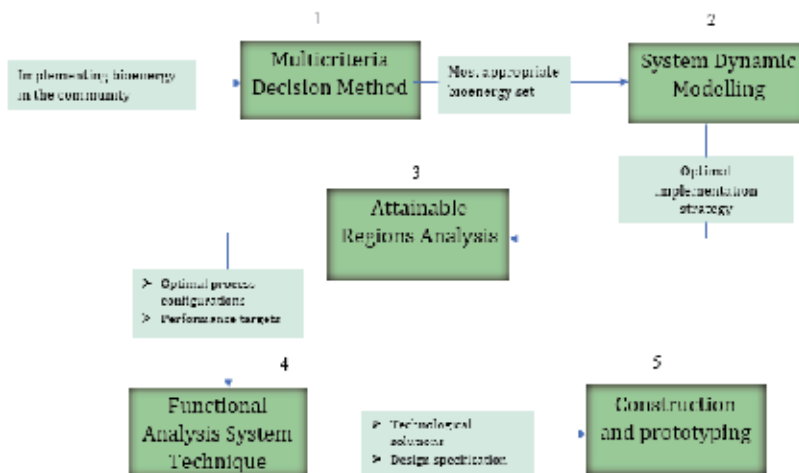 1
Multicriteria
Decision Method
Implementing bioenergy
in the community
Most appropriate
bioenergy set
2
System Dynamic
Modelling
Optimal
implementation
strategy
3
Attainable
Regions Analysis
➢ Optimal process
configurations
➢ Performance targets
4
Functional
Analysis System
Technique
➢ Technological
solutions
➢ Design specification
5
Construction
and prototyping